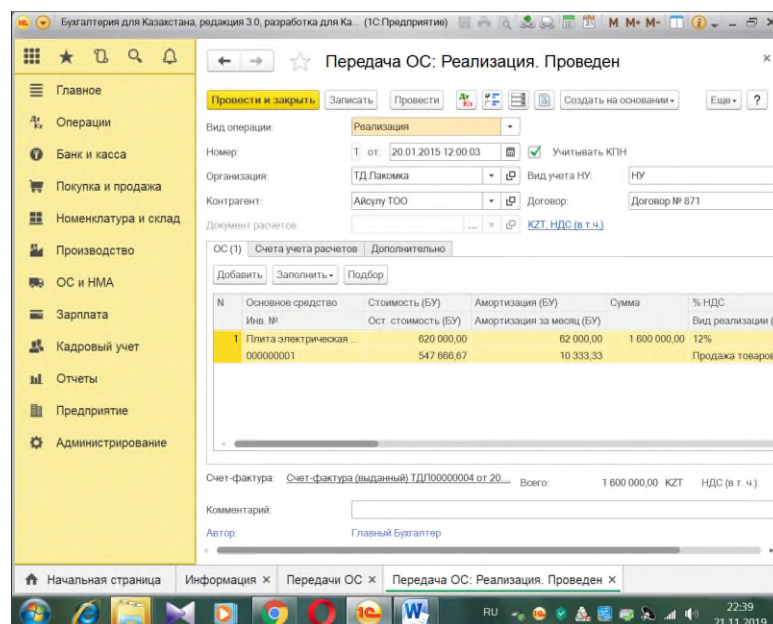 Бухгалтерия для Казахстана, редакция 3.0, разработка для Ка... (1С:Предприятие) M M+ M-
Передача ОС: Реализация. Проведен
Главное
Операции
Банк и касса
Покупка и продажа
Номенклатура и склад
Производство
ОС и НМА
Зарплата
Кадровый учет
Отчеты
Предприятие
Администрирование
Провести и закрыть Записать Провести Создать на основании Еще ?
Вид операции: Реализация
Номер: Т от: 20.01.2015 12:00:03 Учитывать КПН
Организация: ТД Лакомка Вид учета НУ: НУ
Контрагент: Айсулу ТОО Договор: Договор № 871
Документ расчетов: ... KZT, НДС (в т.ч.)
ОС (1) Счета учета расчетов Дополнительно
Добавить Заполнить Подбор
N Основное средство Стоимость (БУ) Амортизация (БУ) Сумма % НДС
Инв. № Ост. стоимость (БУ) Амортизация за месяц (БУ) Вид реализации (
1 Плита электрическая ... 620 000,00 62 000,00 1 600 000,00 12%
000000001 547 666,67 10 333,33 Продажа товаров
Счет-фактура: Счет-фактура (выданный) ТДЛ00000004 от 20... Всего: 1 600 000,00 KZT НДС (в т. ч.):
Комментарий:
Автор: Главный Бухгалтер
Начальная страница Информация × Передачи ОС × Передача ОС: Реализация. Проведен ×
RU 22:39
21.11.2019